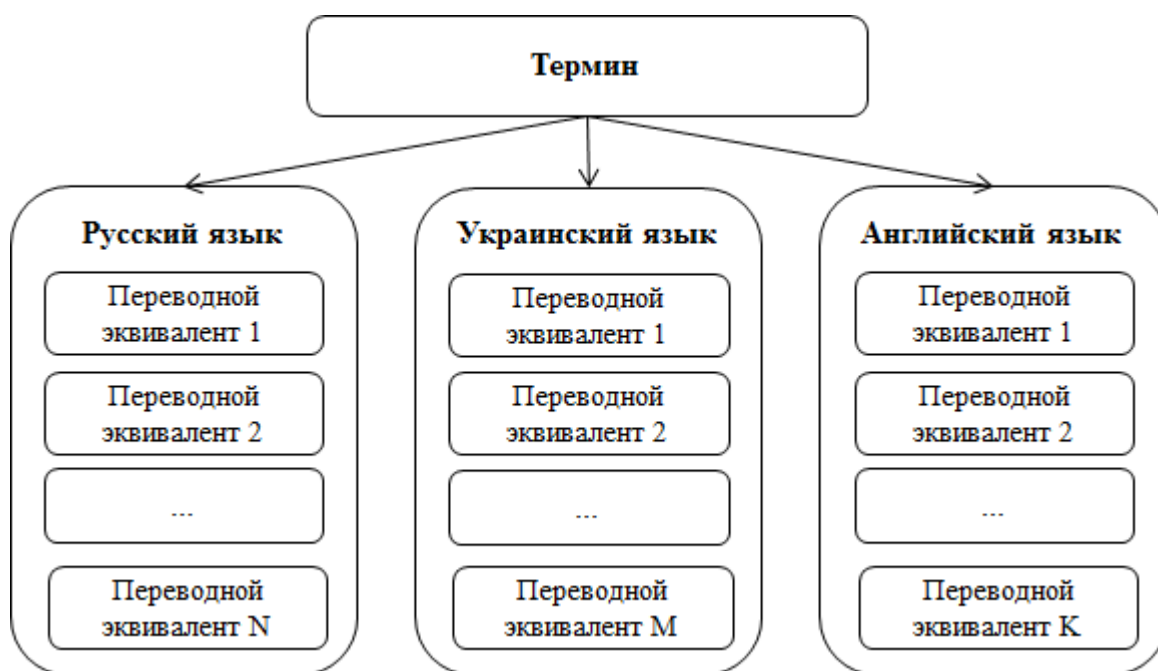 Термин
Русский язык
Переводной
эквивалент 1
Переводной
эквивалент 2
...
Переводной
эквивалент N
Украинский язык
Переводной
эквивалент 1
Переводной
эквивалент 2
...
Переводной
эквивалент M
Английский язык
Переводной
эквивалент 1
Переводной
эквивалент 2
...
Переводной
эквивалент K